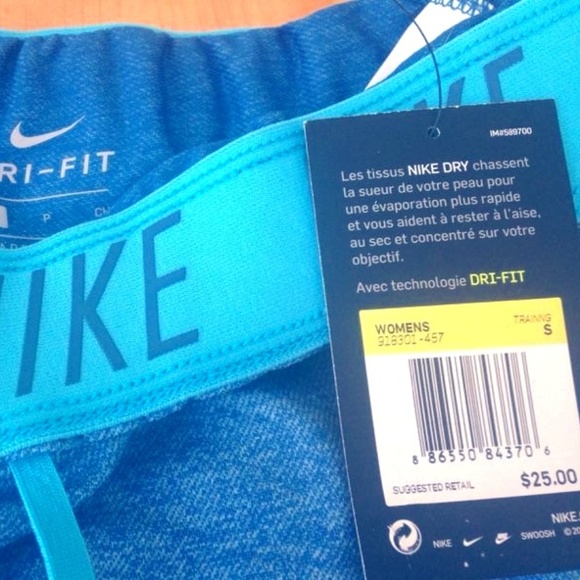 DRI-FIT
P
NIKE
IM#589700
Les tissus NIKE DRY chassent
la sueur de votre peau pour
une évaporation plus rapide
et vous aident à rester à l'aise,
au sec et concentré sur votre
objectif.
Avec technologie DRI-FIT
WOMENS
TRAINNG
918301-457
S
8 86550 84370 6
SUGGESTED RETAIL
$25.00
NIKE
SWOOSH